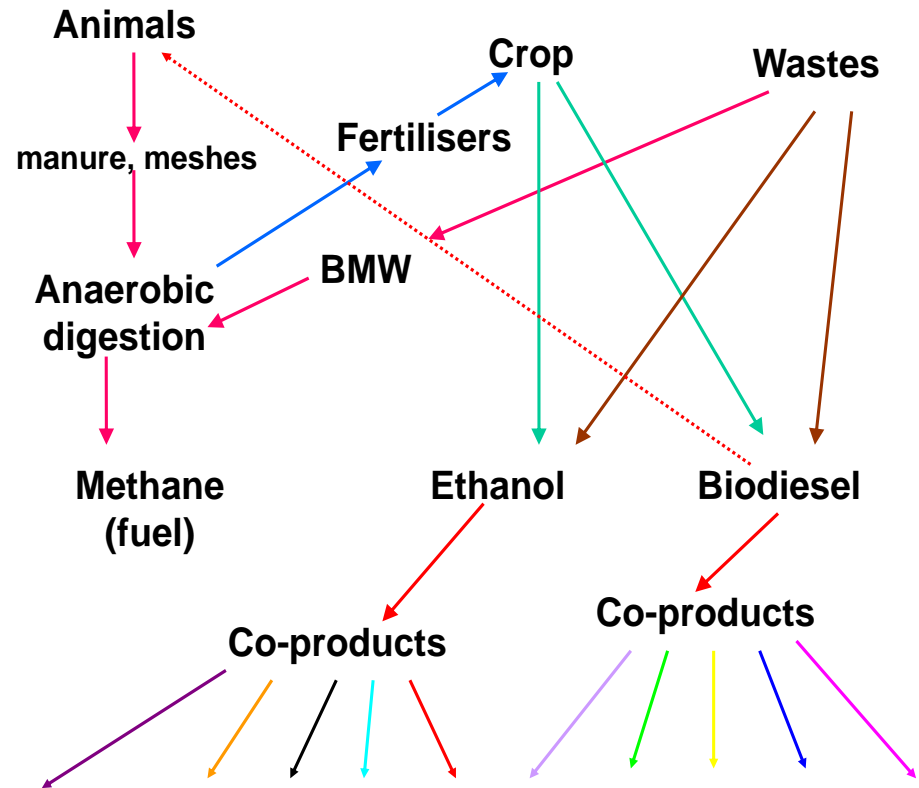 Animals
Crop
Wastes
Fertilisers
manure, meshes
BMW
Anaerobic
digestion
Methane
(fuel)
Ethanol
Biodiesel
Co-products
Co-products